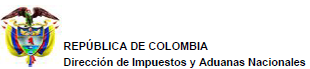 REPÚBLICA DE COLOMBIA
Dirección de Impuestos y Aduanas Nacionales